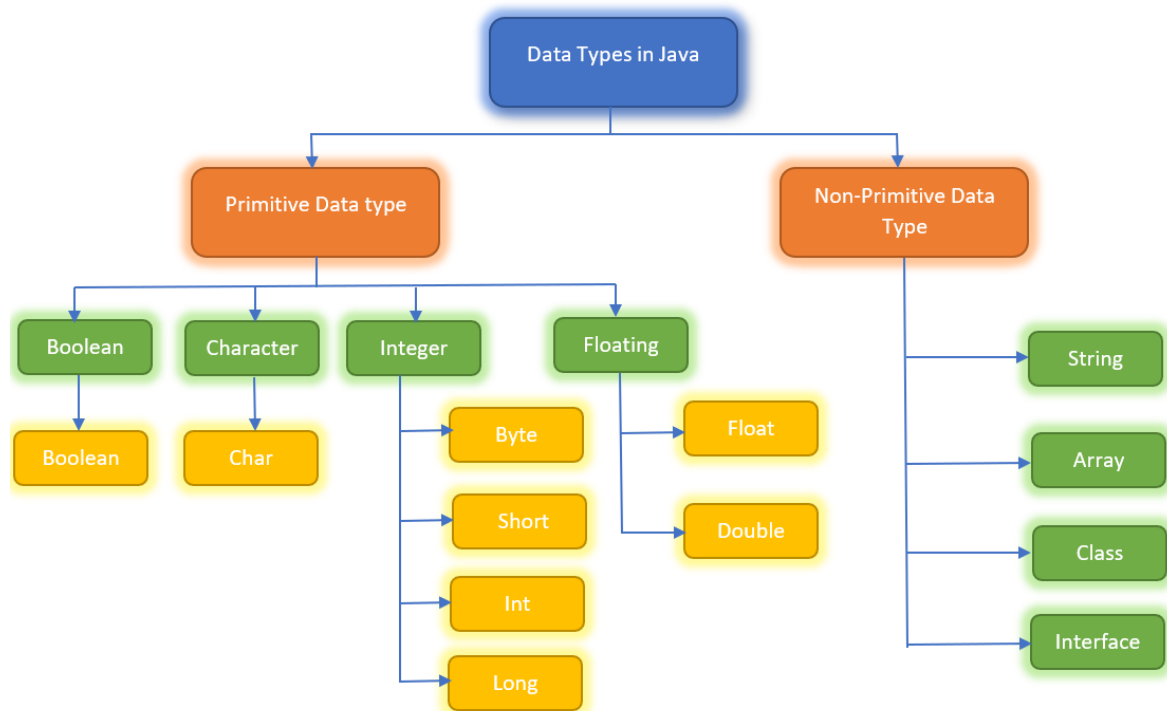 Data Types in Java
Primitive Data type
Non-Primitive Data
Type
Boolean
Character
Integer
Floating
String
Boolean
Char
Byte
Float
Array
Short
Double
Class
Int
Interface
Long